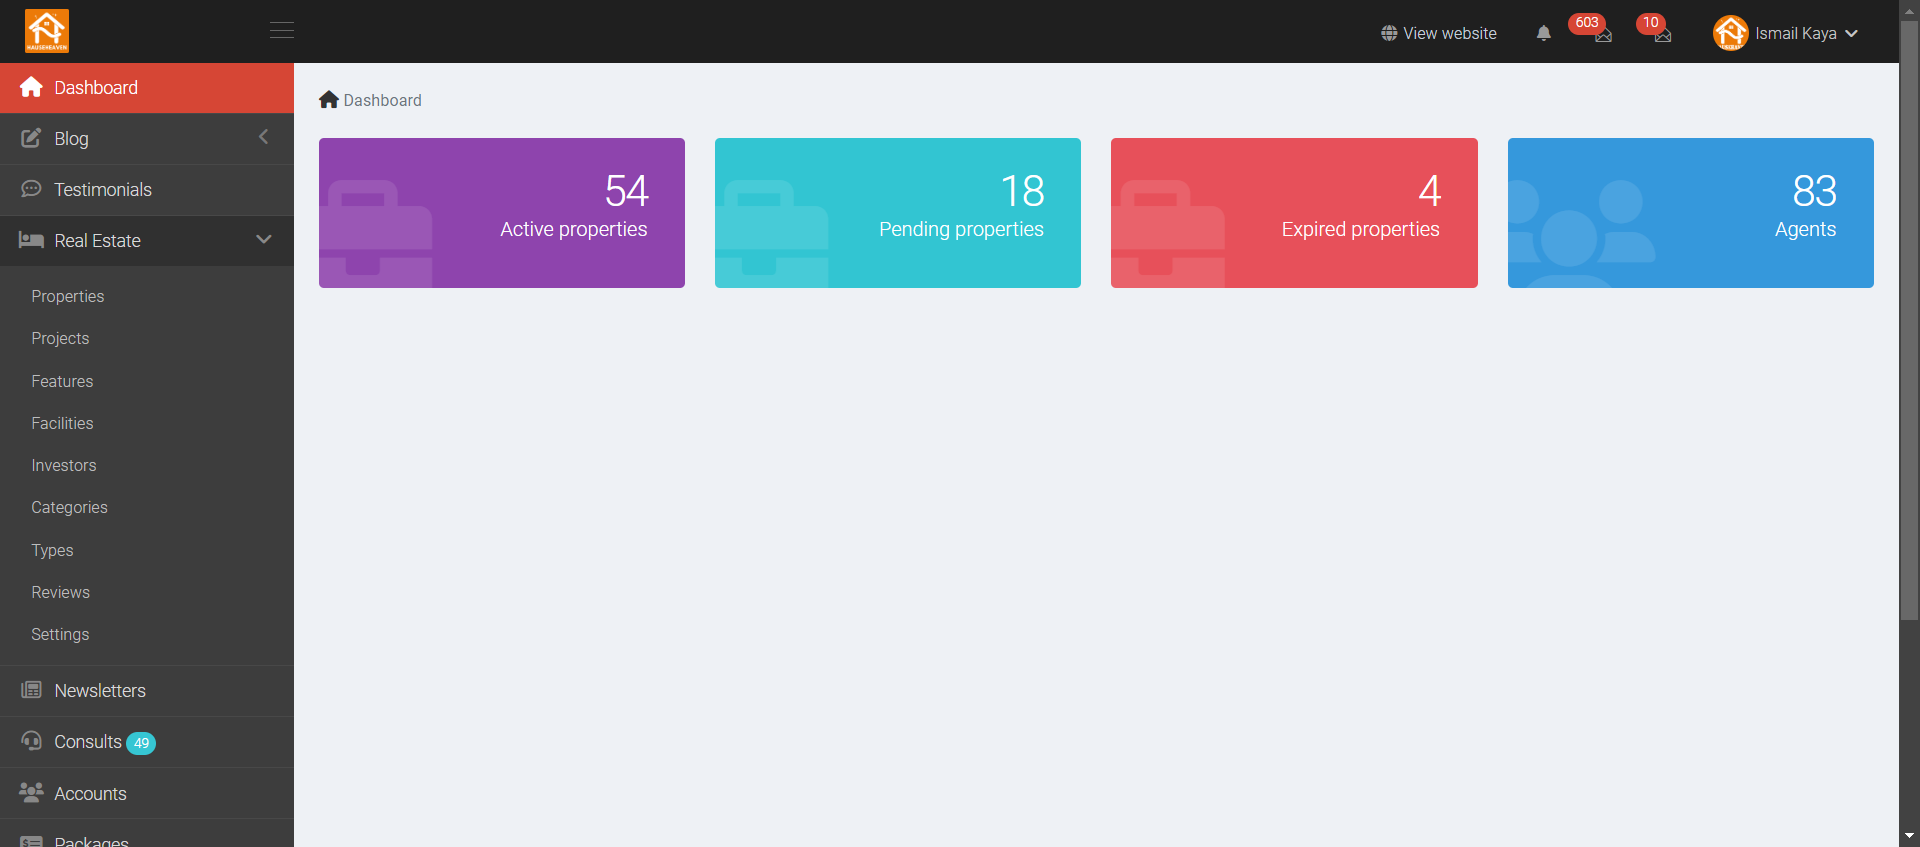 HAUSEHEAVEN
View website
603
10
Ismail Kaya
Dashboard
Blog
Testimonials
Real Estate
Properties
Projects
Features
Facilities
Investors
Categories
Types
Reviews
Settings
Newsletters
Consults 49
Accounts
Packages
Dashboard
54
Active properties
18
Pending properties
4
Expired properties
83
Agents